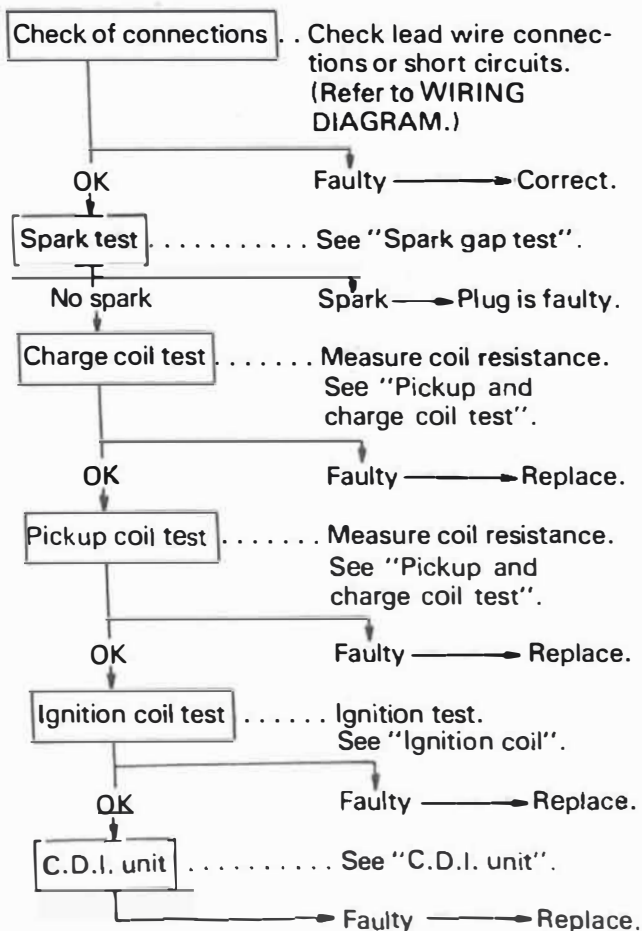 Check of connections . . Check lead wire connec-
tions or short circuits.
(Refer to WIRING
DIAGRAM.)
OK Faulty Correct.
Spark test . . . . . . . . . . See "Spark gap test".
No spark Spark Plug is faulty.
Charge coil test . . . . . . . Measure coil resistance.
See "Pickup and
charge coil test".
OK Faulty Replace.
Pickup coil test . . . . . . . Measure coil resistance.
See "Pickup and
charge coil test".
OK Faulty Replace.
Ignition coil test . . . . . . Ignition test.
See "Ignition coil".
OK Faulty Replace.
C.D.I. unit . . . . . . . . . . See "C.D.I. unit".
Faulty Replace.